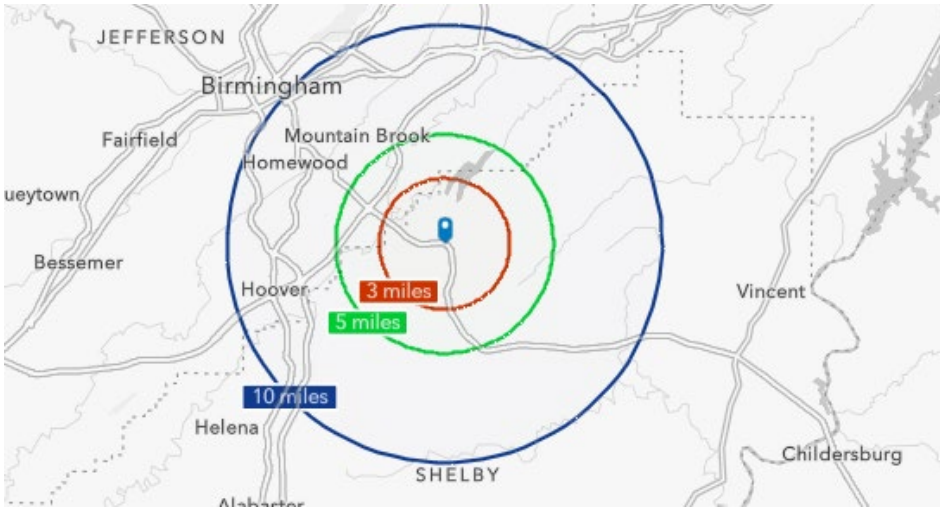 JEFFERSON
Birmingham
Fairfield
Mountain Brook
Homewood
ueytown
Bessemer
Hoover
3 miles
Vincent
5 miles
10 miles
Helena
Childersburg
SHELBY
Alabaster